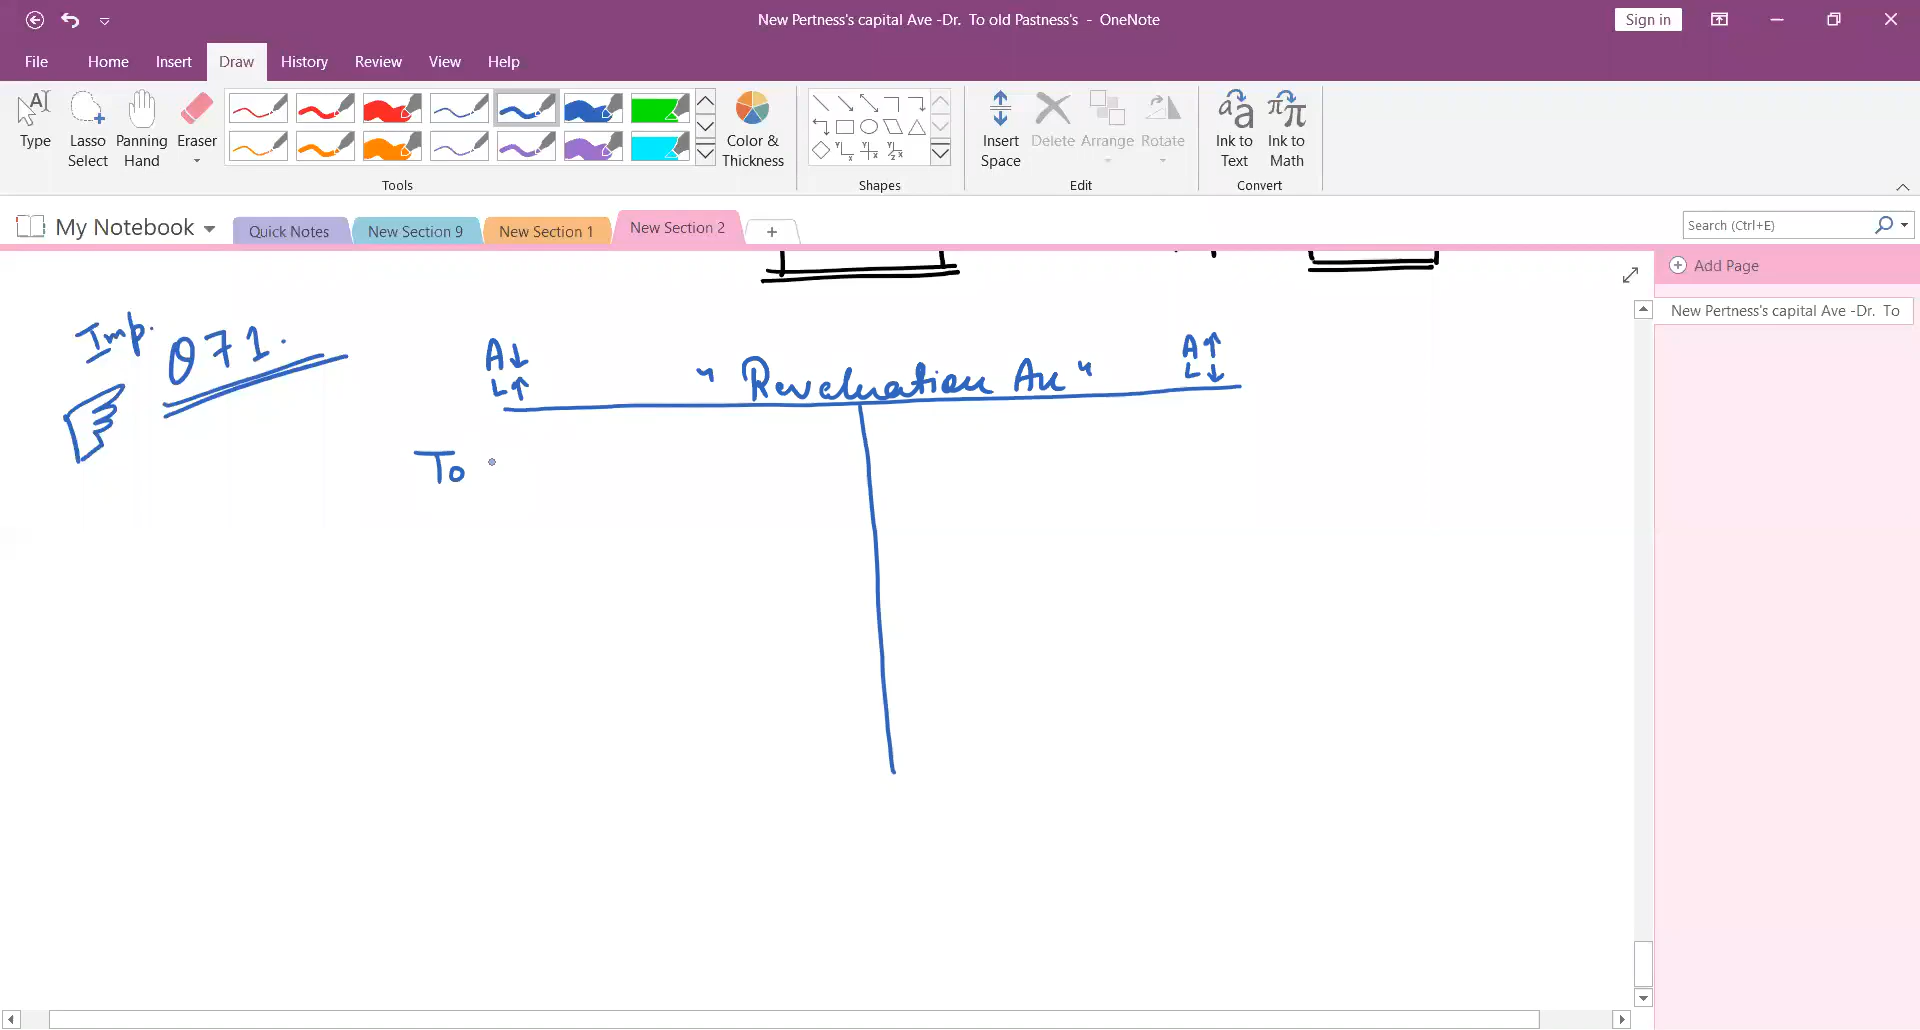 New Pertness's capital Ave -Dr. To old Pastness's - OneNote
Sign in
File Home Insert Draw History Review View Help
Type
Lasso Select
Panning Hand
Eraser
Color & Thickness
Insert Space
Delete
Arrange
Rotate
Ink to Text
Ink to Math
Tools
Shapes
Edit
Convert
My Notebook
Quick Notes
New Section 9
New Section 1
New Section 2
Search (Ctrl+E)
Add Page
New Pertness's capital Ave -Dr. To
Imp. Q71.
A↓
L↑
"Revaluation A/c"
A↑
L↓
To